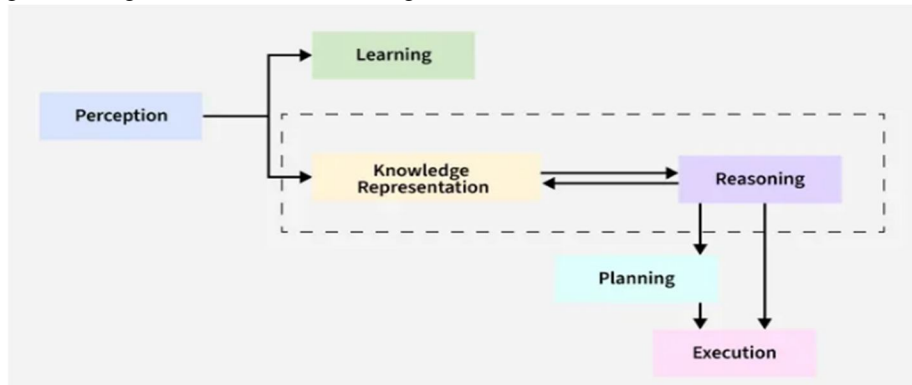 Learning
Perception
Knowledge
Representation
Reasoning
Planning
Execution